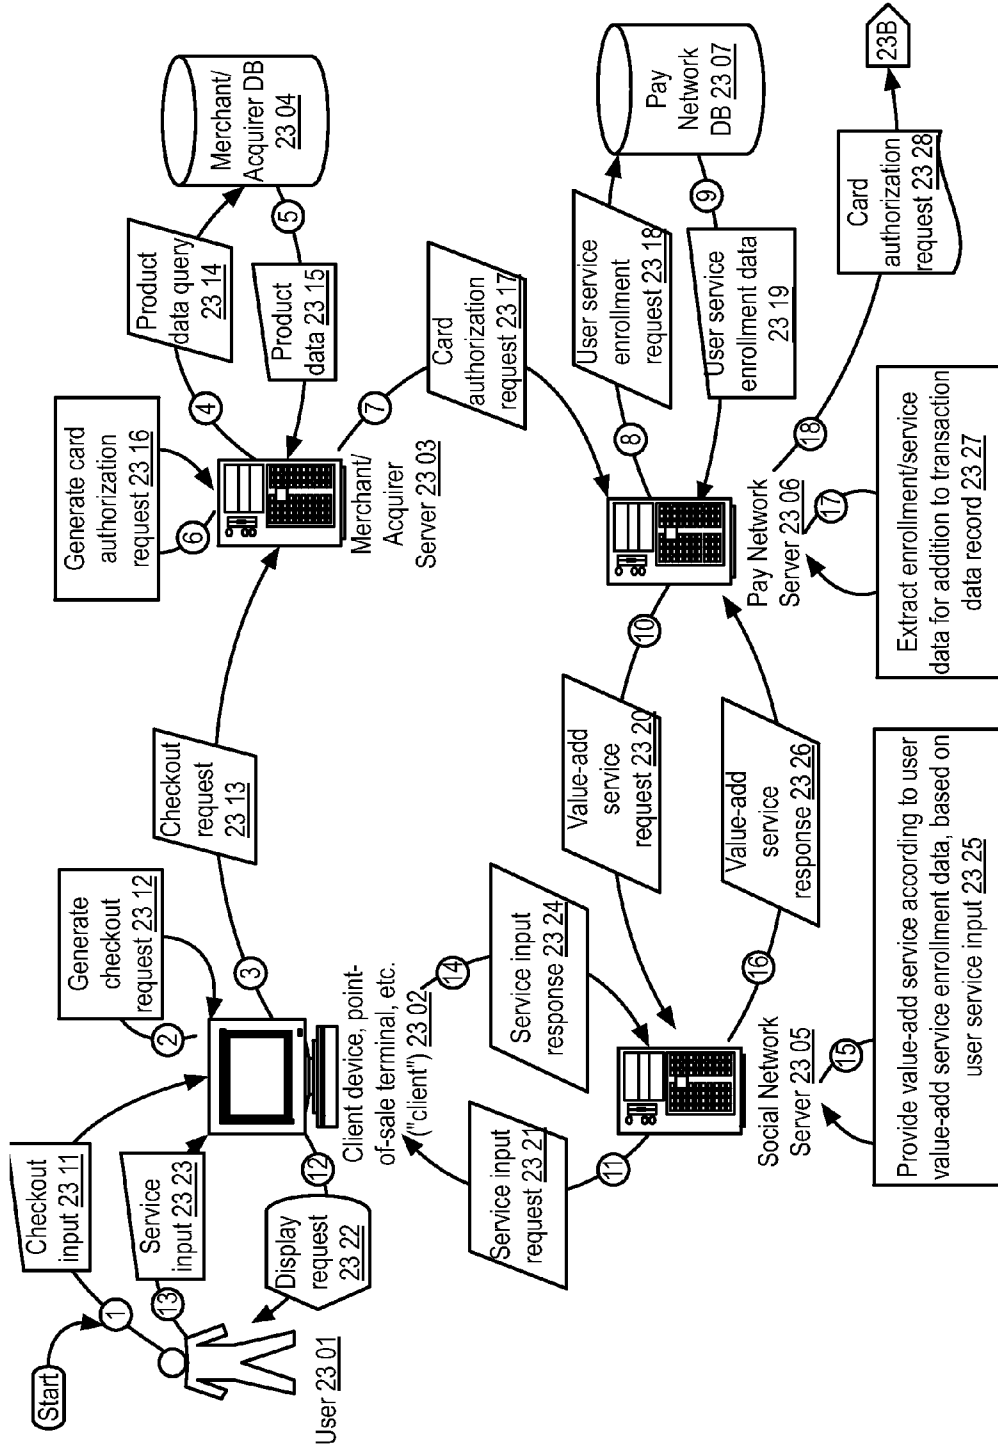 Start
1
Checkout
input 23 11
2
Generate
checkout
request 23 12
3
Checkout
request
23 13
Generate card
authorization
request 23 16
6
4
Product
data query
23 14
Merchant/
Acquirer DB
23 04
5
Product
data 23 15
Merchant/
Acquirer
Server 23 03
7
Card
authorization
request 23 17
User 23 01
13
Service
input 23 23
12
Display
request
23 22
Client device, point-
of-sale terminal, etc.
("client") 23 02
11
Service input
request 23 21
14
Service input
response 23 24
Social Network
Server 23 05
15
Provide value-add service according to user
value-add service enrollment data, based on
user service input 23 25
10
Value-add
service
request 23 20
16
Value-add
service
response 23 26
8
User service
enrollment
request 23 18
Pay
Network
DB 23 07
9
User service
enrollment data
23 19
Pay Network
Server 23 06
17
Extract enrollment/service
data for addition to transaction
data record 23 27
18
Card
authorization
request 23 28
23B